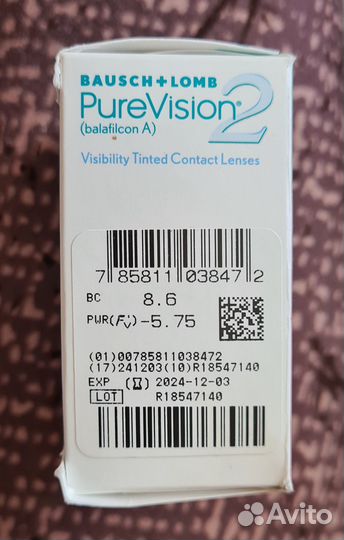 BAUSCH+LOMB
PureVision® 2
(balafilcon A)
Visibility Tinted Contact Lenses
7 85811 03847 2
BC 8.6
PWR(F'v) -5.75
(01)00785811038472
(17)241203(10)R18547140
EXP 2024-12-03
LOT R18547140
Avito